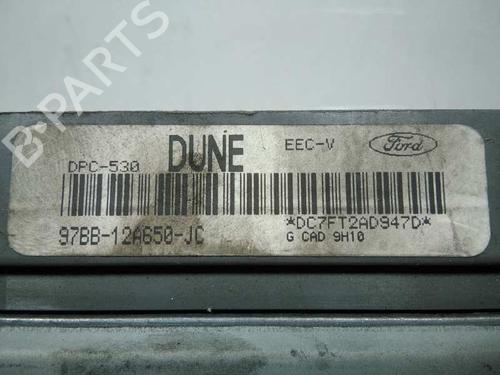 DPC-530 DUNE EEC-V Ford
97BB-12A650-JC *DC7FT2AD947D*
G CAD 9H10
B-PARTS